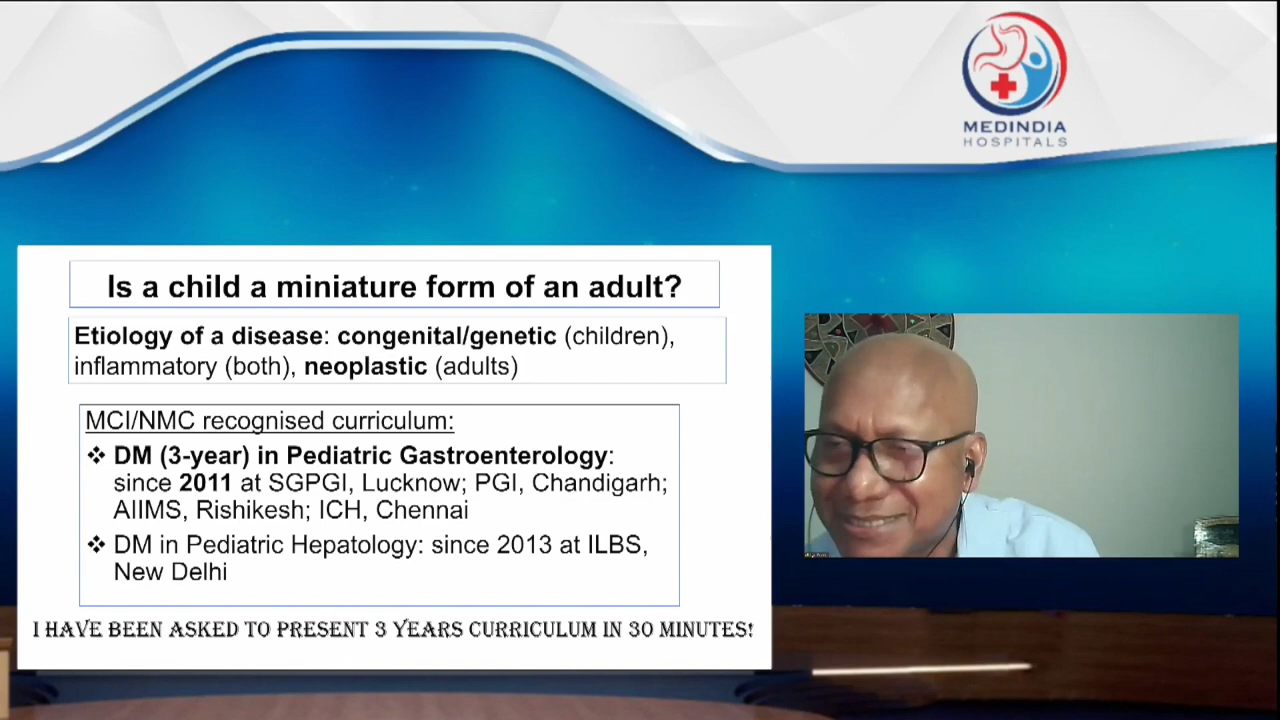 MEDINDIA
HOSPITALS
Is a child a miniature form of an adult?
Etiology of a disease: congenital/genetic (children),
inflammatory (both), neoplastic (adults)
MCI/NMC recognised curriculum:
❖ DM (3-year) in Pediatric Gastroenterology:
since 2011 at SGPGI, Lucknow; PGI, Chandigarh;
AIIMS, Rishikesh; ICH, Chennai
❖ DM in Pediatric Hepatology: since 2013 at ILBS,
New Delhi
I HAVE BEEN ASKED TO PRESENT 3 YEARS CURRICULUM IN 30 MINUTES!